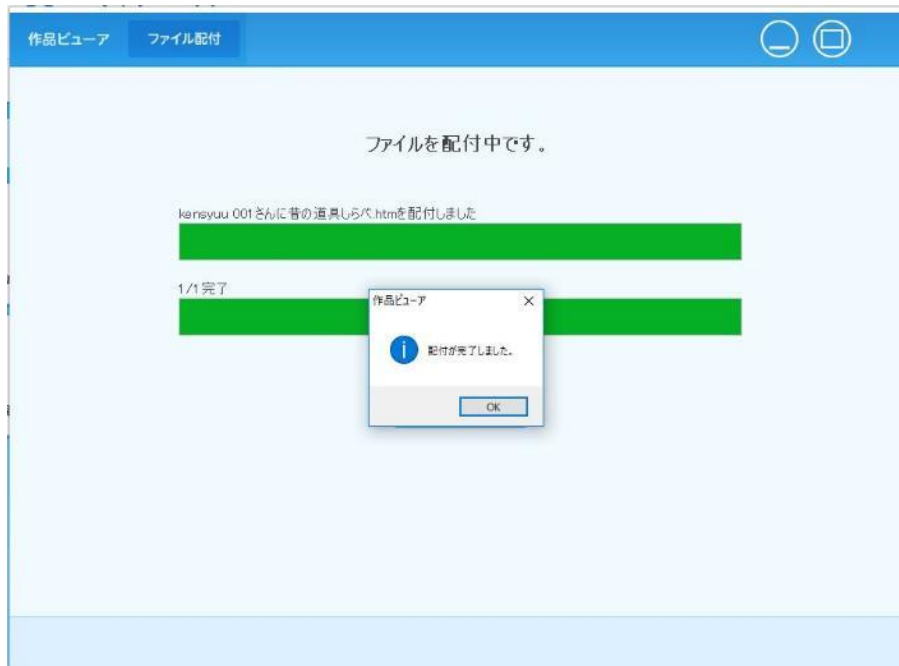 作品ビューア ファイル配付
ファイルを配付中です。
kensyuu 001さんに昔の道具しらべ.htmを配付しました
1/1完了
作品ビューア
配付が完了しました。
OK